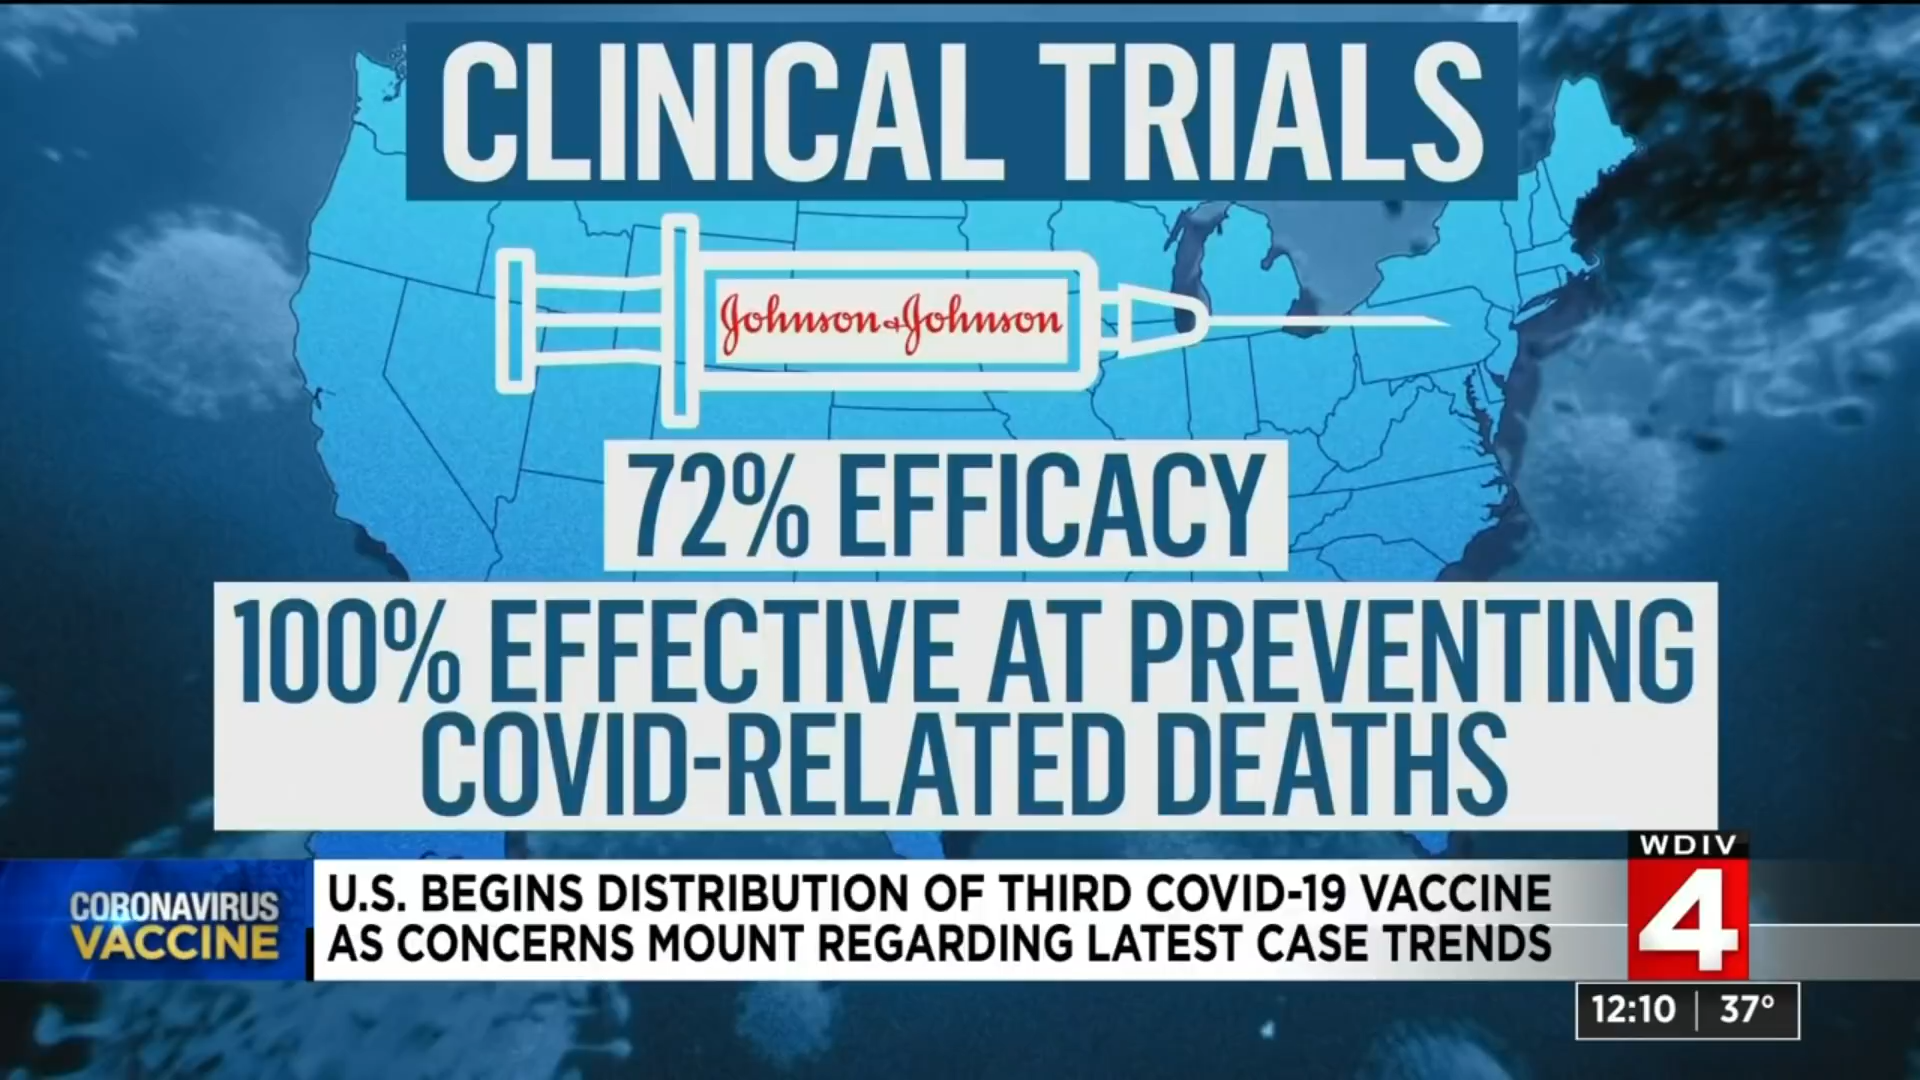 CLINICAL TRIALS
Johnson & Johnson
72% EFFICACY
100% EFFECTIVE AT PREVENTING
COVID-RELATED DEATHS
WDIV
4
CORONAVIRUS
VACCINE
U.S. BEGINS DISTRIBUTION OF THIRD COVID-19 VACCINE
AS CONCERNS MOUNT REGARDING LATEST CASE TRENDS
12:10 | 37°